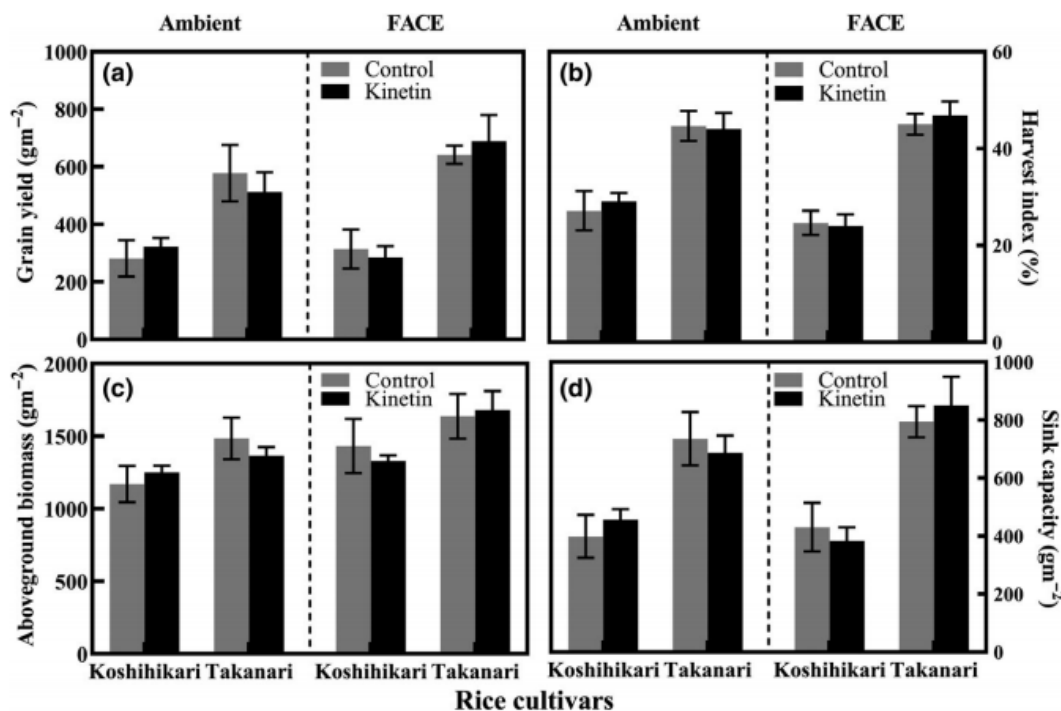 Ambient FACE Ambient FACE
(a)
Control
Kinetin
Grain yield (gm⁻²)
1000
800
600
400
200
0
(b)
Control
Kinetin
Harvest index (%)
60
40
20
0
(c)
Control
Kinetin
Aboveground biomass (gm⁻²)
2000
1500
1000
500
0
(d)
Control
Kinetin
Sink capacity (gm⁻²)
1000
800
600
400
200
0
Koshihikari Takanari Koshihikari Takanari Koshihikari Takanari Koshihikari Takanari
Rice cultivars